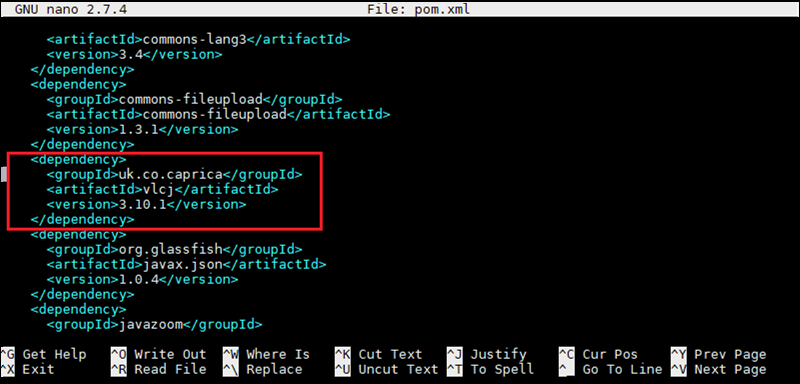 GNU nano 2.7.4 File: pom.xml
<artifactId>commons-lang3</artifactId>
<version>3.4</version>
</dependency>
<dependency>
<groupId>commons-fileupload</groupId>
<artifactId>commons-fileupload</artifactId>
<version>1.3.1</version>
</dependency>
<dependency>
<groupId>uk.co.caprica</groupId>
<artifactId>vlcj</artifactId>
<version>3.10.1</version>
</dependency>
<dependency>
<groupId>org.glassfish</groupId>
<artifactId>javax.json</artifactId>
<version>1.0.4</version>
</dependency>
<dependency>
<groupId>javazoom</groupId>
^G Get Help ^O Write Out ^W Where Is ^K Cut Text ^J Justify ^C Cur Pos ^Y Prev Page
^X Exit ^R Read File ^\ Replace ^U Uncut Text ^T To Spell ^_ Go To Line ^V Next Page